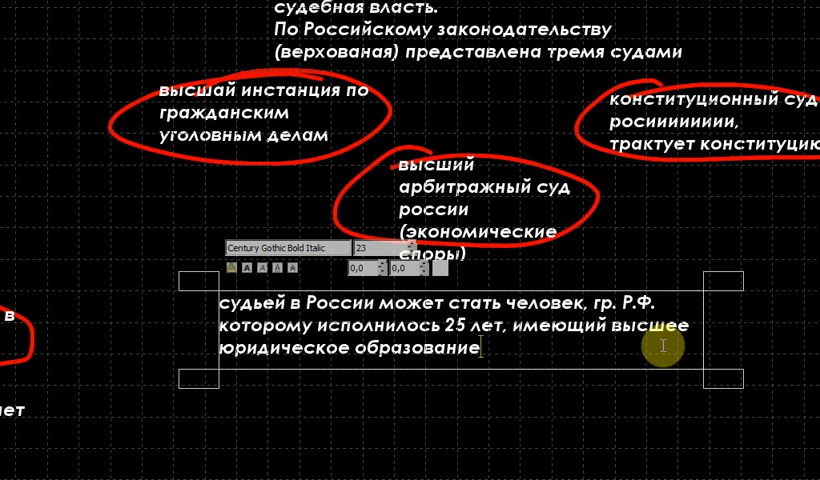 судебная власть.
По Российскому законодательству
(верхованая) представлена тремя судами
высшай инстанция по
гражданским
уголовным делам
конституционный суд
росиииииии,
трактует конституцию
высший
арбитражный суд
россии
(экономические
споры)
Century Gothic Bold Italic 23
A A A A A 0,0 0,0
судьей в России может стать человек, гр. Р.Ф.
которому исполнилось 25 лет, имеющий высшее
юридическое образование
в
лет